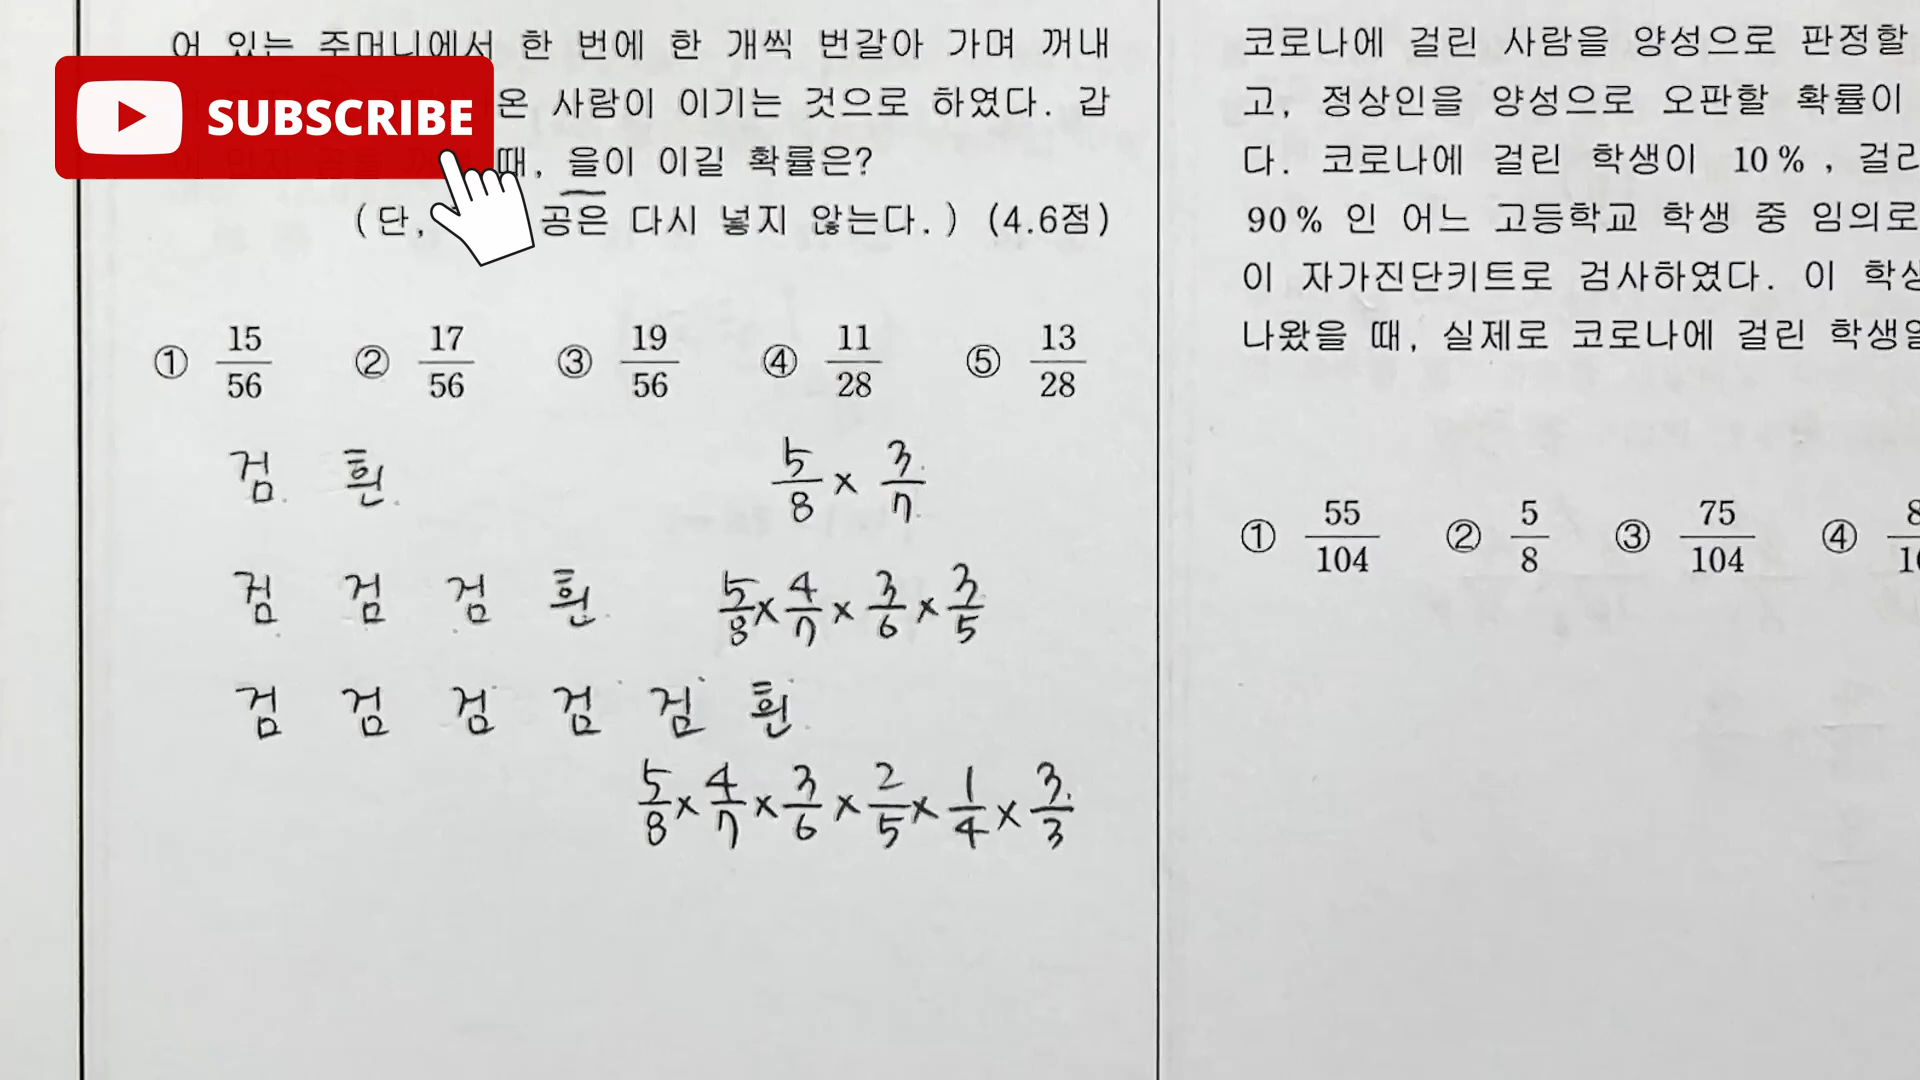 어 있는 주머니에서 한 번에 한 개씩 번갈아 가며 꺼내
온 사람이 이기는 것으로 하였다. 갑
때, 을이 이길 확률은?
(단, 공은 다시 넣지 않는다.) (4.6점)
SUBSCRIBE
① 15/56 ② 17/56 ③ 19/56 ④ 11/28 ⑤ 13/28
검 흰 5/8 × 3/7
검 검 검 흰 5/8 × 4/7 × 3/6 × 3/5
검 검 검 검 검 흰
5/8 × 4/7 × 3/6 × 2/5 × 1/4 × 3/3
코로나에 걸린 사람을 양성으로 판정할
고, 정상인을 양성으로 오판할 확률이
다. 코로나에 걸린 학생이 10 %,
90 % 인 어느 고등학교 학생 중 임의로
이 자가진단키트로 검사하였다. 이
나왔을 때, 실제로 코로나에 걸린
① 55/104 ② 5/8 ③ 75/104 ④